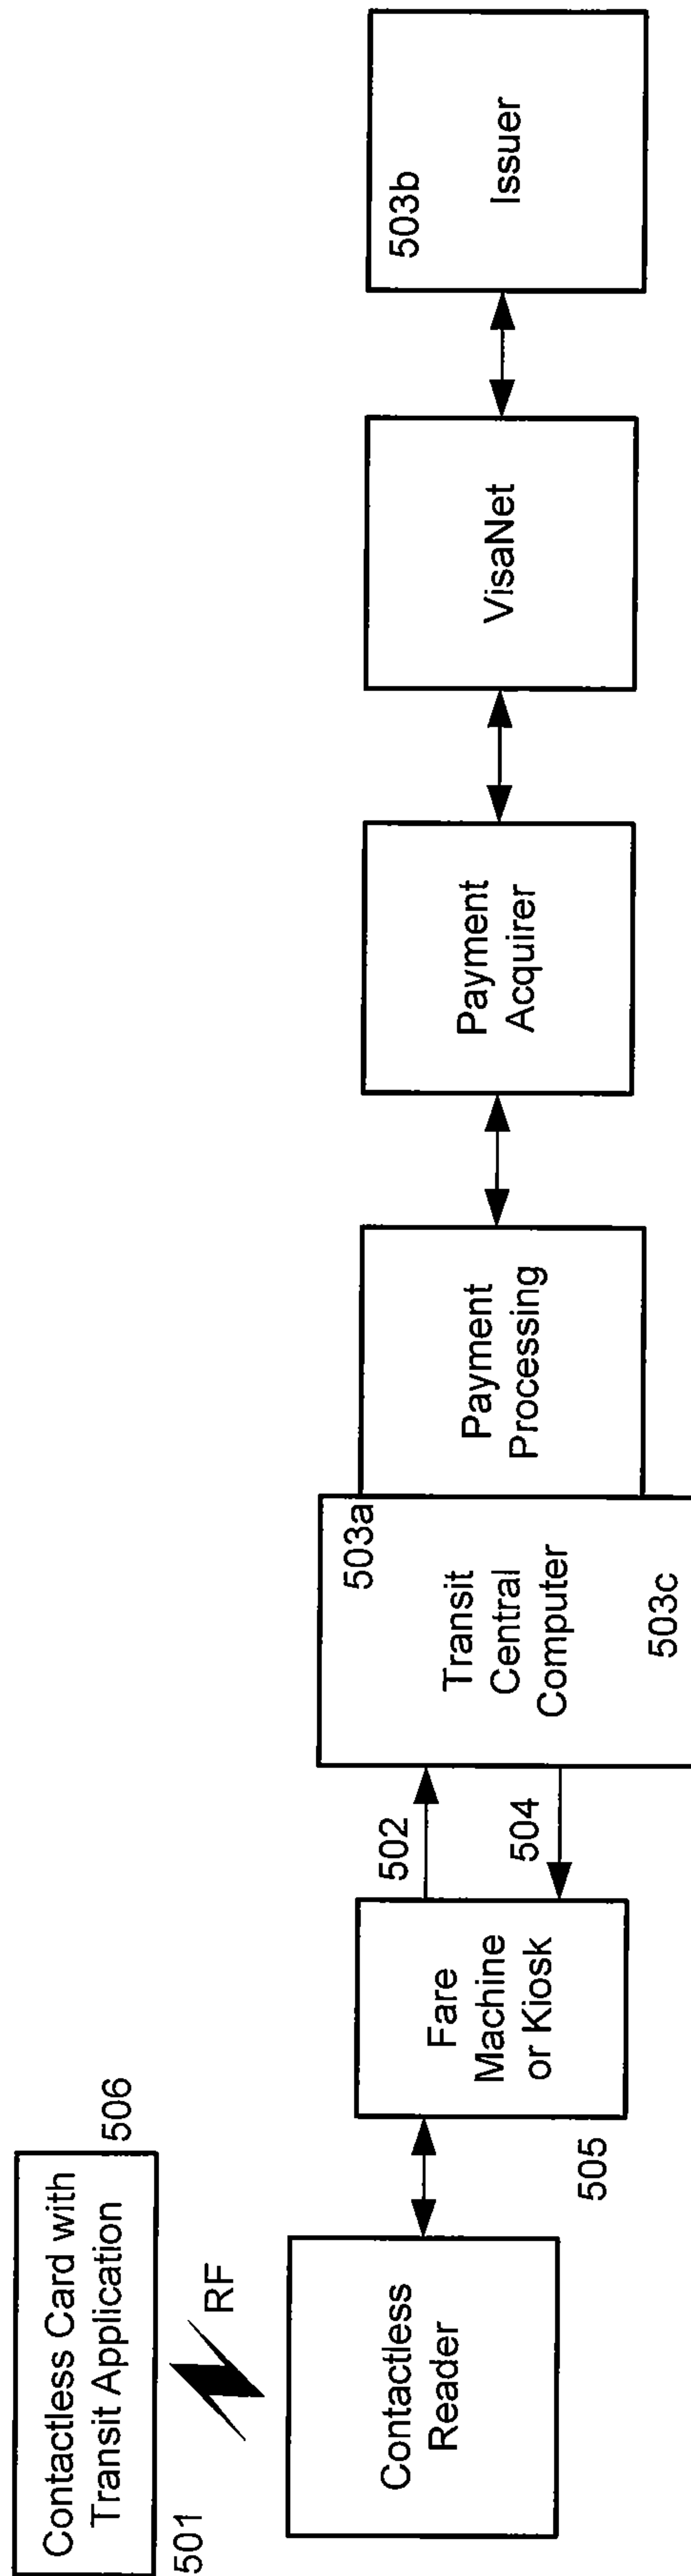 Contactless Card with
Transit Application
501
506
RF
Contactless
Reader
505
Fare
Machine
or Kiosk
502
504
503a
Transit
Central
Computer
503c
Payment
Processing
Payment
Acquirer
VisaNet
503b
Issuer